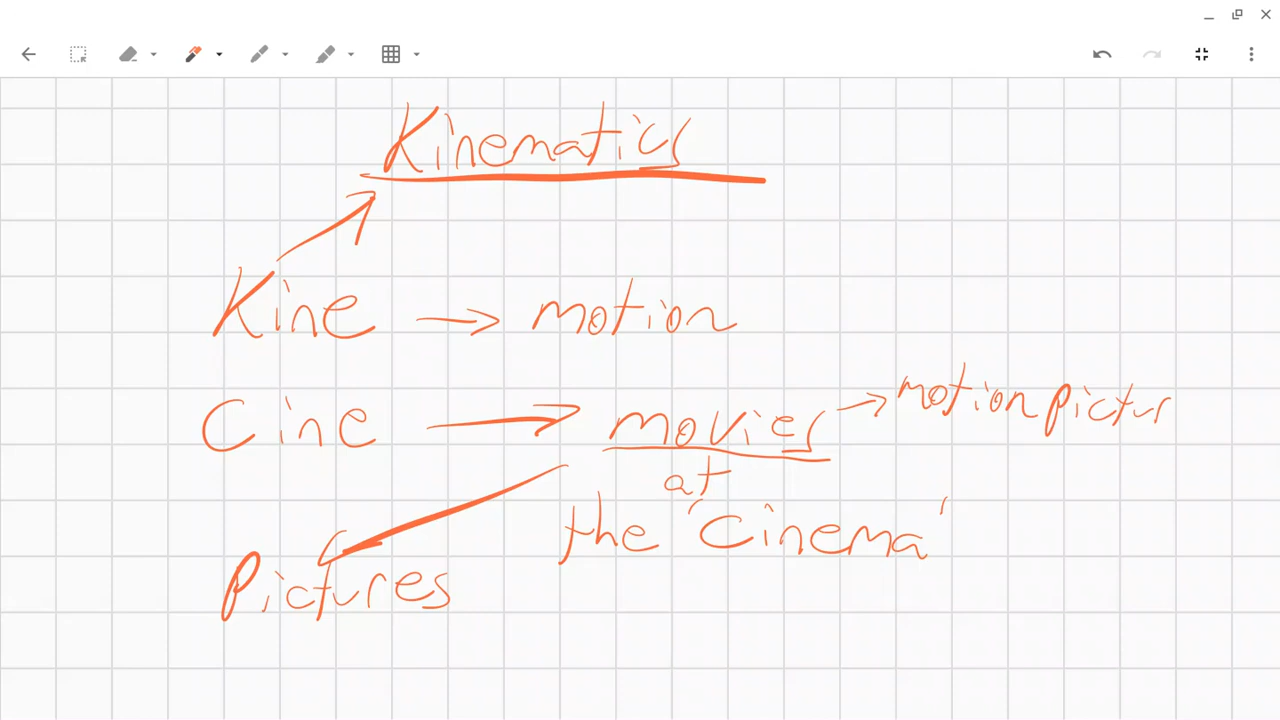 Kinematics
Kine → motion
Cine → movies → motion pictur
at
the 'Cinema'
Pictures